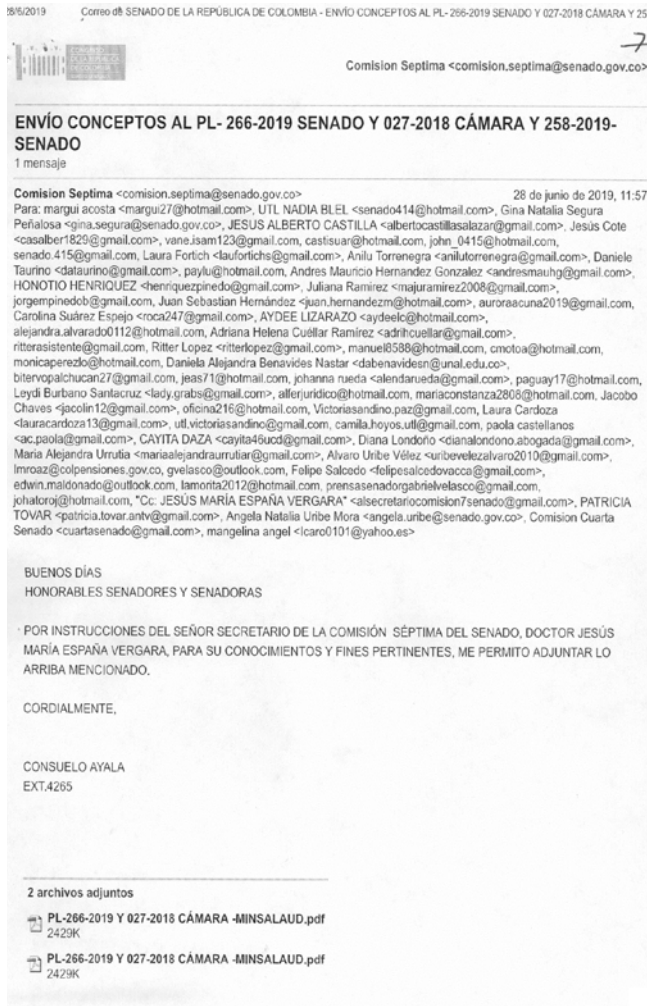 28/6/2019 Correo de SENADO DE LA REPÚBLICA DE COLOMBIA - ENVÍO CONCEPTOS AL PL- 266-2019 SENADO Y 027-2018 CÁMARA Y 25
7
Comision Septima <comision.septima@senado.gov.co>
ENVÍO CONCEPTOS AL PL- 266-2019 SENADO Y 027-2018 CÁMARA Y 258-2019-
SENADO
1 mensaje
Comision Septima <comision.septima@senado.gov.co> 28 de junio de 2019, 11:57
Para: margui acosta <margui27@hotmail.com>, UTL NADIA BLEL <senado414@hotmail.com>, Gina Natalia Segura
Peñalosa <gina.segura@senado.gov.co>, JESUS ALBERTO CASTILLA <albertocastillasalazar@gmail.com>, Jesús Cote
<casalber1829@gmail.com>, vane.isam123@gmail.com, castisuar@hotmail.com, john_0415@hotmail.com,
senado.415@gmail.com, Laura Fortich <laufortichs@gmail.com>, Anilu Torrenegra <anilutorrenegra@gmail.com>, Daniele
Taurino <dataurino@gmail.com>, paylu@hotmail.com, Andres Mauricio Hernandez Gonzalez <andresmauhg@gmail.com>,
HONOTIO HENRIQUEZ <henriquezpinedo@gmail.com>, Juliana Ramirez <majuramirez2008@gmail.com>,
jorgempinedob@gmail.com, Juan Sebastian Hernández <juan.hernandezm@hotmail.com>, auroraacuna2019@gmail.com,
Carolina Suárez Espejo <roca247@gmail.com>, AYDEE LIZARAZO <aydeelc@hotmail.com>,
alejandra.alvarado0112@hotmail.com, Adriana Helena Cuéllar Ramírez <adrihcuellar@gmail.com>,
ritterasistente@gmail.com, Ritter Lopez <ritterlopez@gmail.com>, manuel8588@hotmail.com, cmotoa@hotmail.com,
monicaperezlo@hotmail.com, Daniela Alejandra Benavides Nastar <dabenavidesn@unal.edu.co>,
bitervopalchucan27@gmail.com, jeas71@hotmail.com, johanna rueda <alendarueda@gmail.com>, paguay17@hotmail.com,
Leydi Burbano Santacruz <lady.grabs@gmail.com>, alferjuridico@hotmail.com, mariaconstanza2808@hotmail.com, Jacobo
Chaves <jacolin12@gmail.com>, oficina216@hotmail.com, Victoriasandino.paz@gmail.com, Laura Cardoza
<lauracardoza13@gmail.com>, utl.victoriasandino@gmail.com, camila.hoyos.utl@gmail.com, paola castellanos
<ac.paola@gmail.com>, CAYITA DAZA <cayita46ucd@gmail.com>, Diana Londoño <dianalondono.abogada@gmail.com>,
Maria Alejandra Urrutia <mariaalejandraurrutiar@gmail.com>, Alvaro Uribe Vélez <uribevelezalvaro2010@gmail.com>,
lmroaz@colpensiones.gov.co, gvelasco@outlook.com, Felipe Salcedo <felipesalcedovacca@gmail.com>,
edwin.maldonado@outlook.com, lamorita2012@hotmail.com, prensasenadorgabrielvelasco@gmail.com,
johatoroj@hotmail.com, "Cc: JESÚS MARÍA ESPAÑA VERGARA" <alsecretariocomision7senado@gmail.com>, PATRICIA
TOVAR <patricia.tovar.antv@gmail.com>, Angela Natalia Uribe Mora <angela.uribe@senado.gov.co>, Comision Cuarta
Senado <cuartasenado@gmail.com>, mangelina angel <icaro0101@yahoo.es>
BUENOS DÍAS
HONORABLES SENADORES Y SENADORAS
POR INSTRUCCIONES DEL SEÑOR SECRETARIO DE LA COMISIÓN SÉPTIMA DEL SENADO, DOCTOR JESÚS
MARÍA ESPAÑA VERGARA, PARA SU CONOCIMIENTOS Y FINES PERTINENTES, ME PERMITO ADJUNTAR LO
ARRIBA MENCIONADO.
CORDIALMENTE,
CONSUELO AYALA
EXT.4265
2 archivos adjuntos
PL-266-2019 Y 027-2018 CÁMARA -MINSALAUD.pdf
2429K
PL-266-2019 Y 027-2018 CÁMARA -MINSALAUD.pdf
2429K